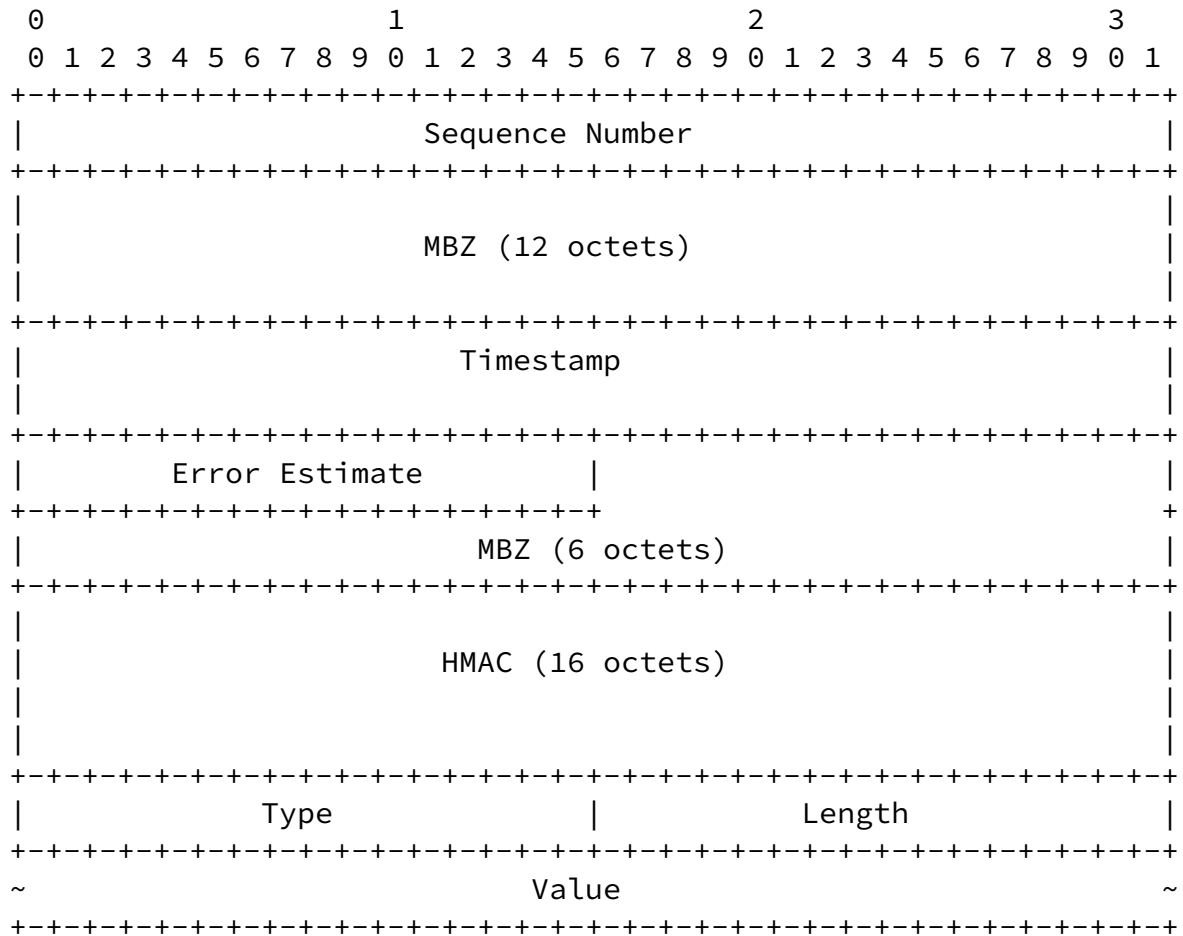 0                   1                   2                   3
 0 1 2 3 4 5 6 7 8 9 0 1 2 3 4 5 6 7 8 9 0 1 2 3 4 5 6 7 8 9 0 1
+-+-+-+-+-+-+-+-+-+-+-+-+-+-+-+-+-+-+-+-+-+-+-+-+-+-+-+-+-+-+-+-+
|                      Sequence Number                          |
+-+-+-+-+-+-+-+-+-+-+-+-+-+-+-+-+-+-+-+-+-+-+-+-+-+-+-+-+-+-+-+-+
|                                                               |
|                      MBZ (12 octets)                          |
|                                                               |
+-+-+-+-+-+-+-+-+-+-+-+-+-+-+-+-+-+-+-+-+-+-+-+-+-+-+-+-+-+-+-+-+
|                        Timestamp                              |
|                                                               |
+-+-+-+-+-+-+-+-+-+-+-+-+-+-+-+-+-+-+-+-+-+-+-+-+-+-+-+-+-+-+-+-+
|        Error Estimate         |                               |
+-+-+-+-+-+-+-+-+-+-+-+-+-+-+-+-+                               +
|                         MBZ (6 octets)                        |
+-+-+-+-+-+-+-+-+-+-+-+-+-+-+-+-+-+-+-+-+-+-+-+-+-+-+-+-+-+-+-+-+
|                                                               |
|                       HMAC (16 octets)                        |
|                                                               |
|                                                               |
+-+-+-+-+-+-+-+-+-+-+-+-+-+-+-+-+-+-+-+-+-+-+-+-+-+-+-+-+-+-+-+-+
|             Type              |           Length              |
+-+-+-+-+-+-+-+-+-+-+-+-+-+-+-+-+-+-+-+-+-+-+-+-+-+-+-+-+-+-+-+-+
~                            Value                              ~
+-+-+-+-+-+-+-+-+-+-+-+-+-+-+-+-+-+-+-+-+-+-+-+-+-+-+-+-+-+-+-+-+